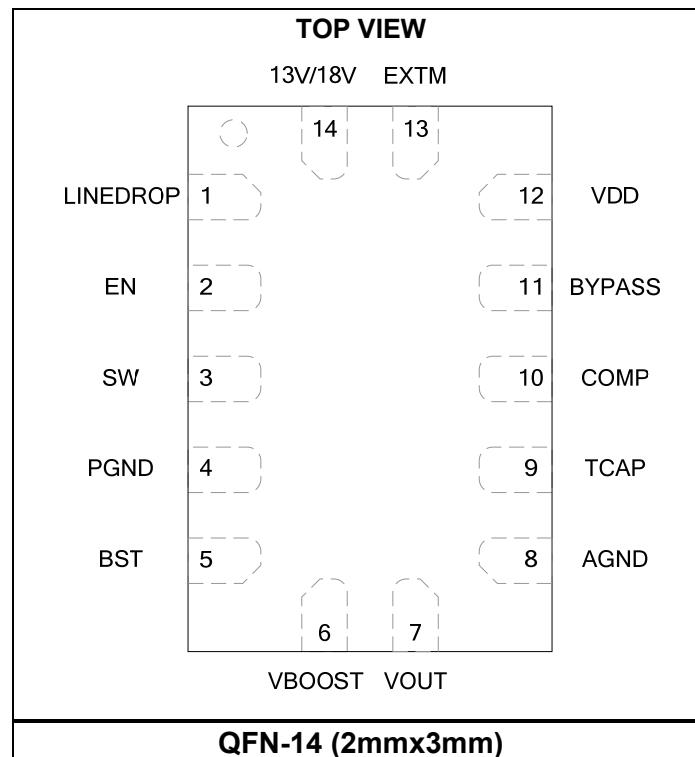 TOP VIEW
13V/18V EXTM
14 13
LINEDROP 1 12 VDD
EN 2 11 BYPASS
SW 3 10 COMP
PGND 4 9 TCAP
BST 5 8 AGND
6 7
VBOOST VOUT
QFN-14 (2mmx3mm)